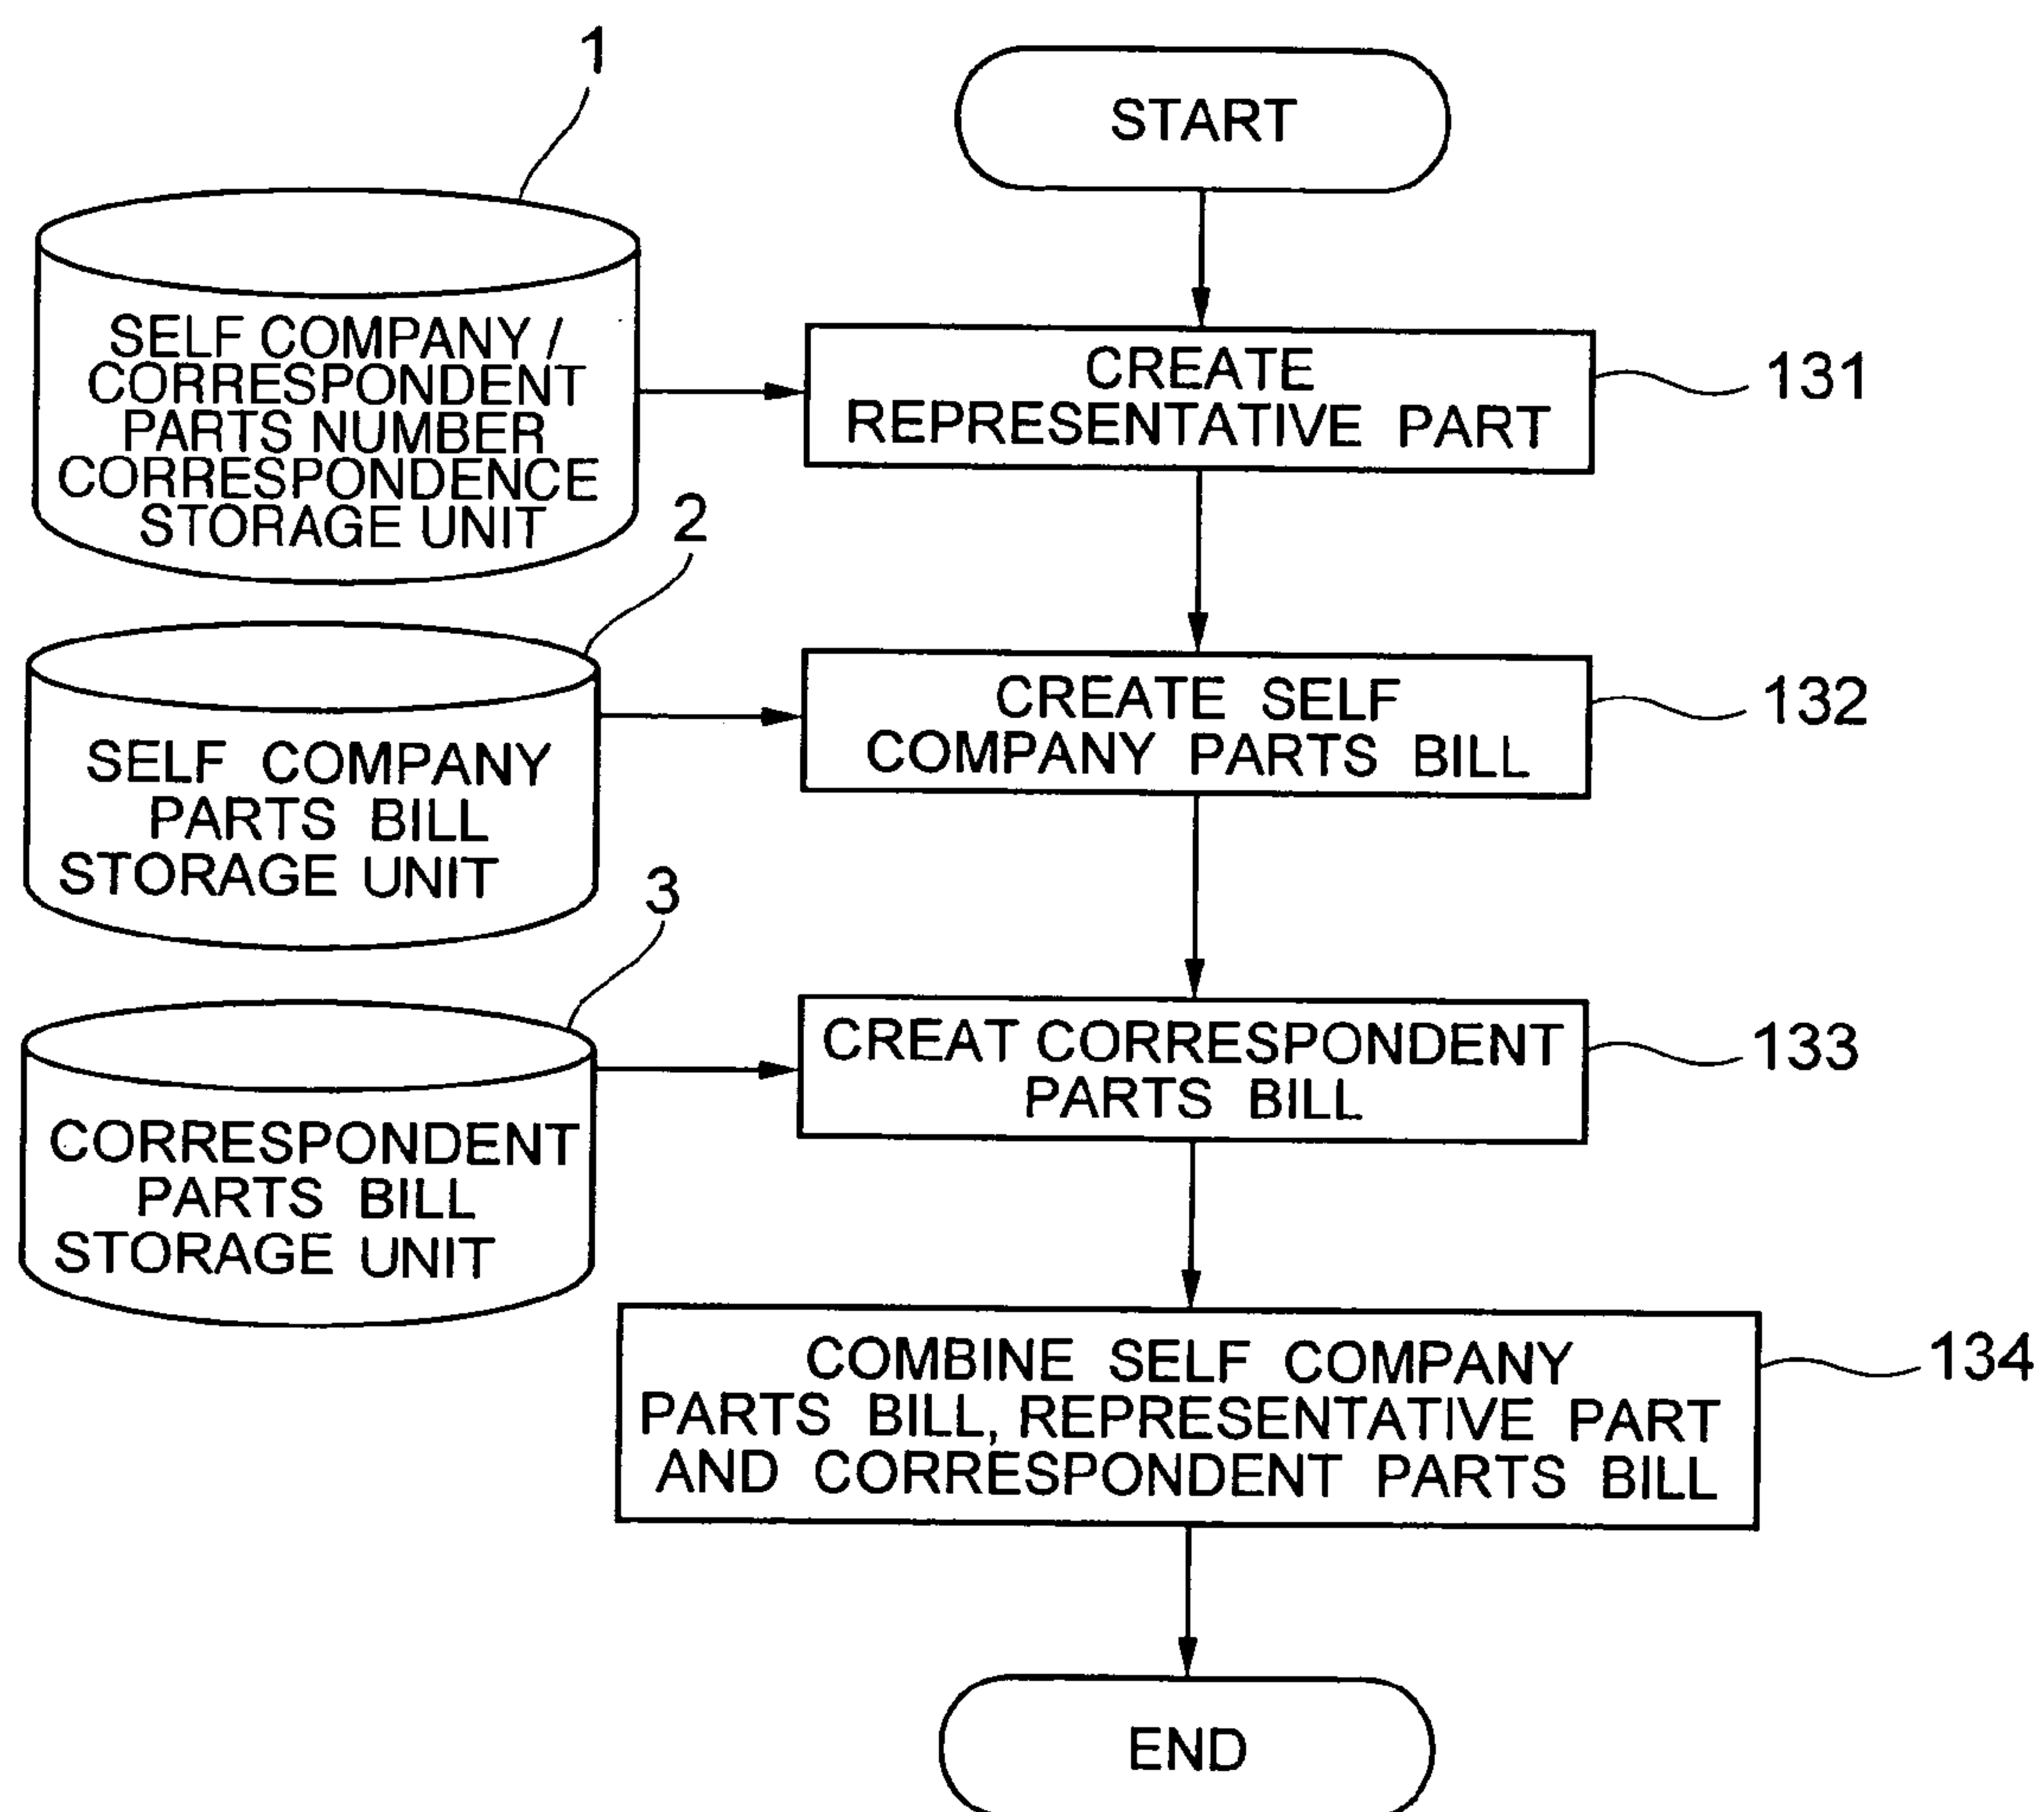 1
START
SELF COMPANY /
CORRESPONDENT
PARTS NUMBER
CORRESPONDENCE
STORAGE UNIT
CREATE
REPRESENTATIVE PART
131
2
SELF COMPANY
PARTS BILL
STORAGE UNIT
CREATE SELF
COMPANY PARTS BILL
132
3
CORRESPONDENT
PARTS BILL
STORAGE UNIT
CREAT CORRESPONDENT
PARTS BILL
133
COMBINE SELF COMPANY
PARTS BILL, REPRESENTATIVE PART
AND CORRESPONDENT PARTS BILL
134
END